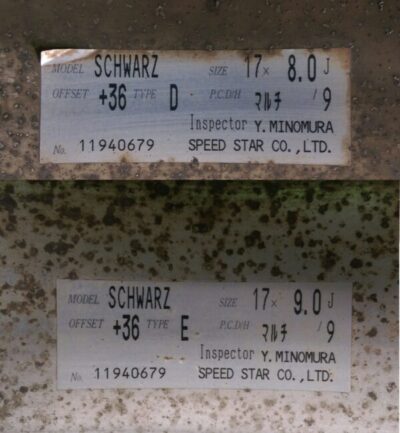 MODEL SCHWARZ SIZE 17× 8.0 J
OFFSET +36 TYPE D P.C.D/H マルチ /9
Inspector Y.MINOMURA
No. 11940679 SPEED STAR CO.,LTD.
MODEL SCHWARZ SIZE 17× 9.0 J
OFFSET +36 TYPE E P.C.D/H マルチ /9
Inspector Y.MINOMURA
No. 11940679 SPEED STAR CO.,LTD.